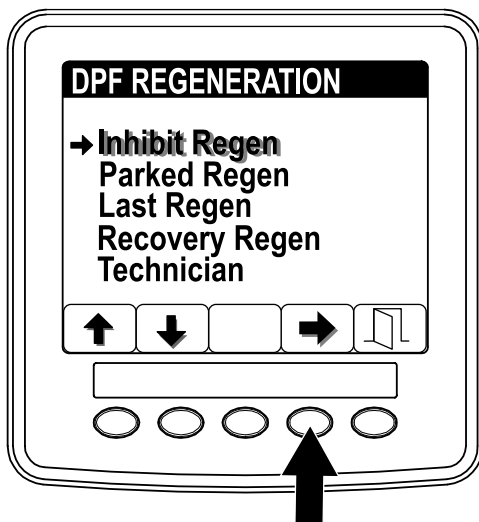 DPF REGENERATION
Inhibit Regen
Parked Regen
Last Regen
Recovery Regen
Technician